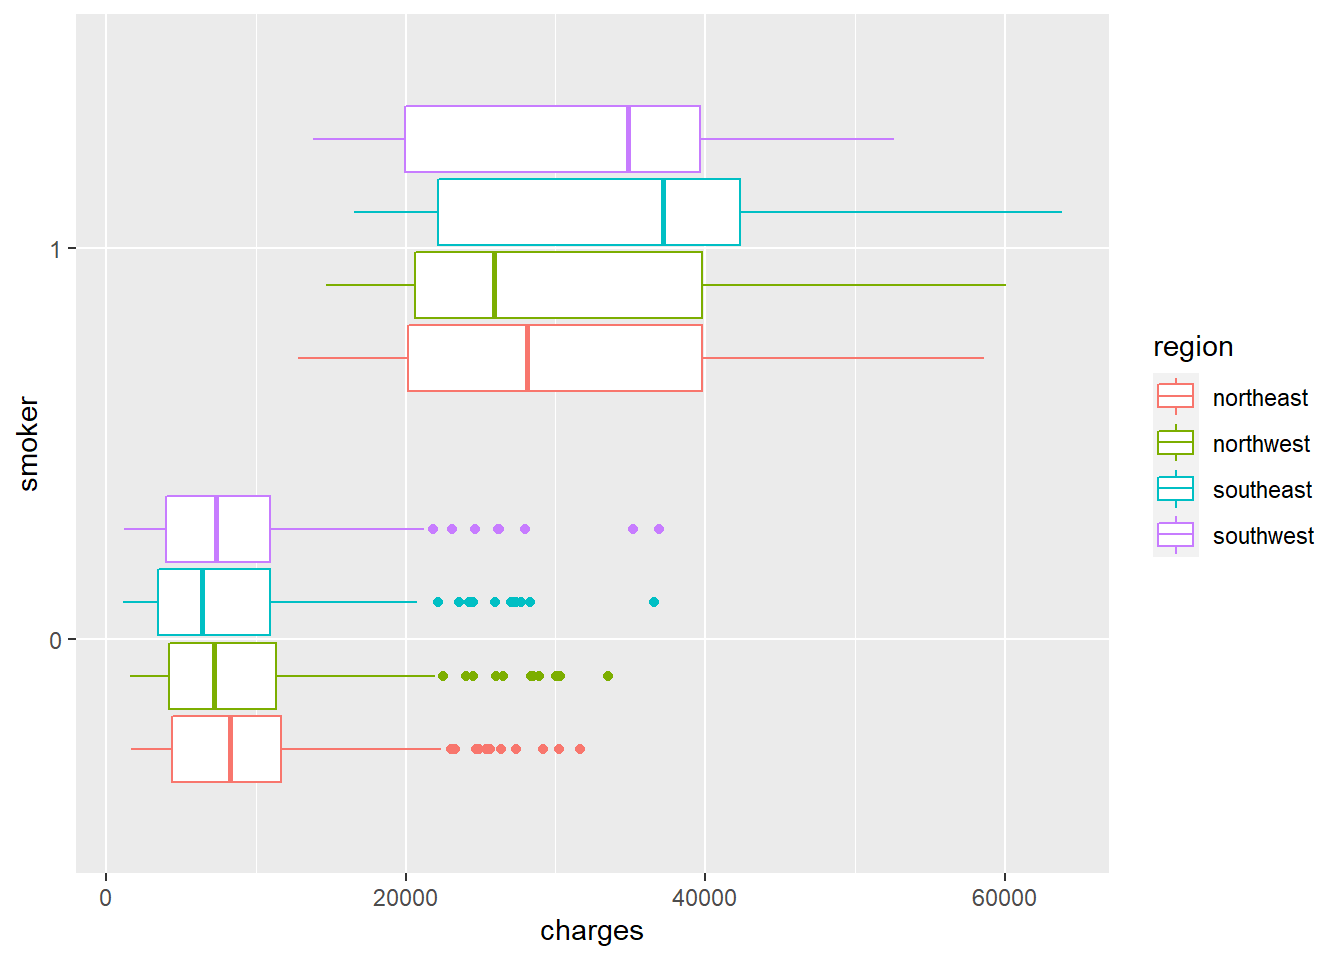 1
smoker
0
0
20000
40000
60000
charges
region
northeast
northwest
southeast
southwest